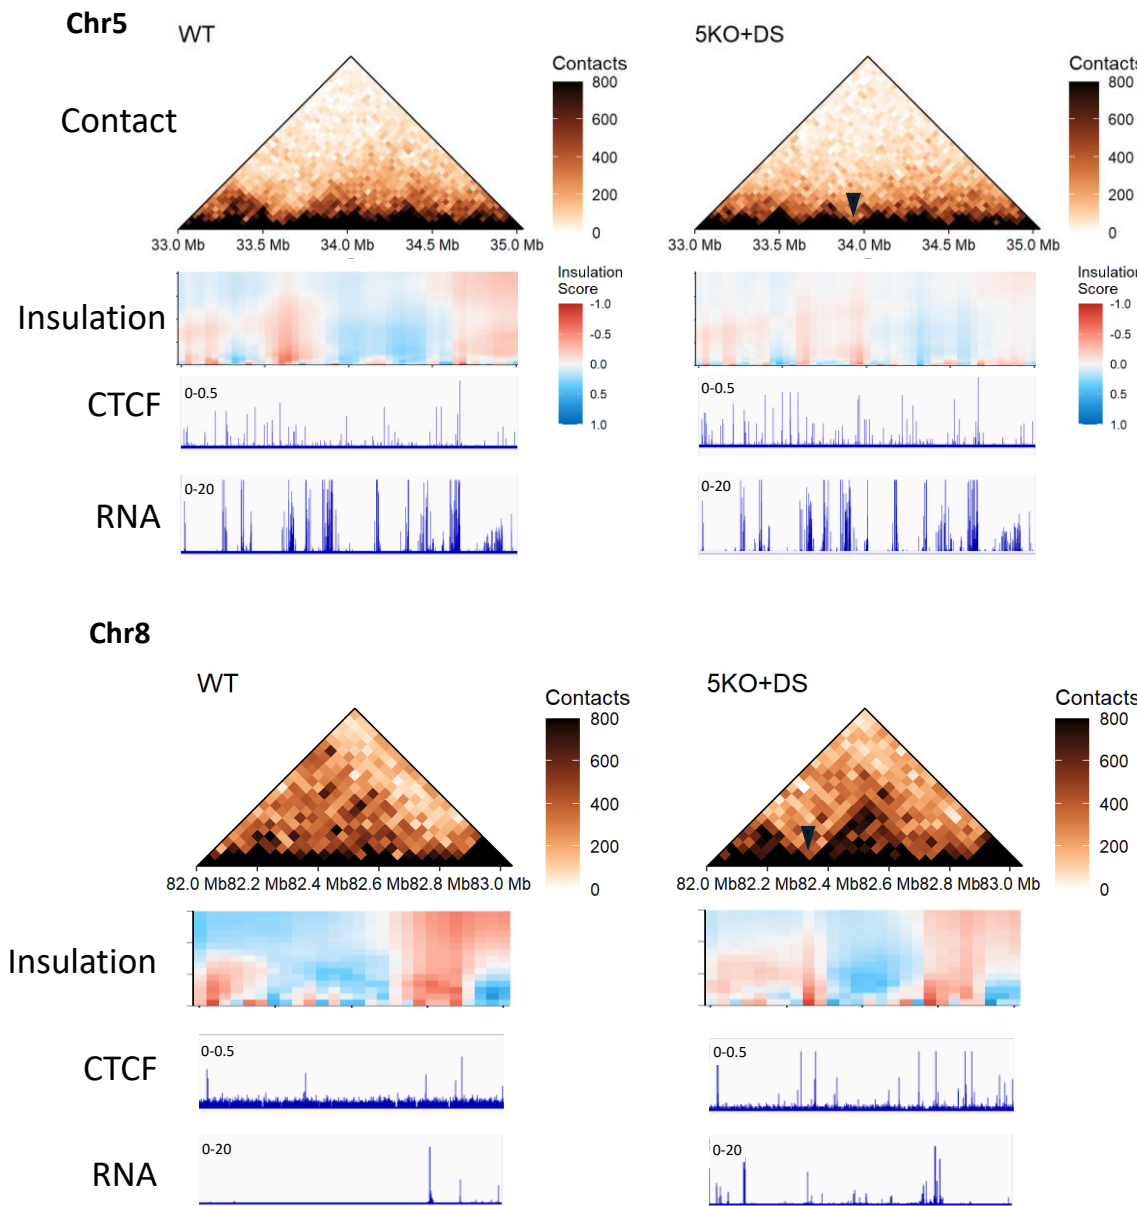 Chr5
WT
5KO+DS
Contact
Contacts
800
600
400
200
0
Contacts
800
600
400
200
0
33.0 Mb 33.5 Mb 34.0 Mb 34.5 Mb 35.0 Mb
33.0 Mb 33.5 Mb 34.0 Mb 34.5 Mb 35.0 Mb
Insulation
Insulation
Score
-1.0
-0.5
0.0
0.5
1.0
Insulation
Score
-1.0
-0.5
0.0
0.5
1.0
CTCF
0-0.5
0-0.5
RNA
0-20
0-20
Chr8
WT
5KO+DS
Contacts
800
600
400
200
0
Contacts
800
600
400
200
0
82.0 Mb82.2 Mb82.4 Mb82.6 Mb82.8 Mb83.0 Mb
82.0 Mb82.2 Mb82.4 Mb82.6 Mb82.8 Mb83.0 Mb
Insulation
CTCF
0-0.5
0-0.5
RNA
0-20
0-20